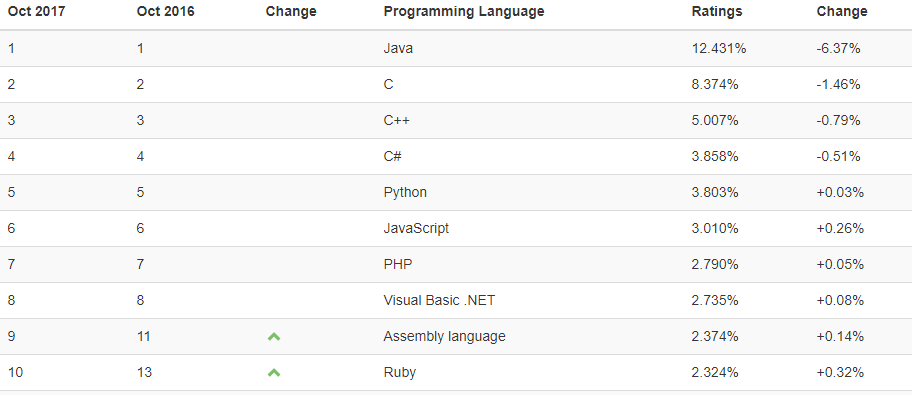 Oct 2017 Oct 2016 Change Programming Language Ratings Change
1 1 Java 12.431% -6.37%
2 2 C 8.374% -1.46%
3 3 C++ 5.007% -0.79%
4 4 C# 3.858% -0.51%
5 5 Python 3.803% +0.03%
6 6 JavaScript 3.010% +0.26%
7 7 PHP 2.790% +0.05%
8 8 Visual Basic .NET 2.735% +0.08%
9 11 Assembly language 2.374% +0.14%
10 13 Ruby 2.324% +0.32%